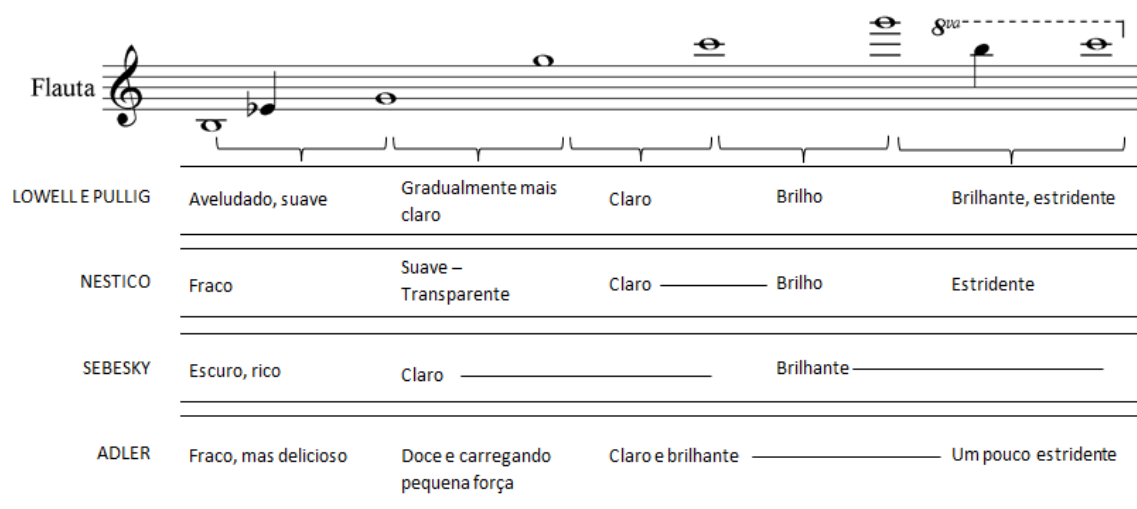 8va
Flauta
LOWELL E PULLIG
Aveludado, suave
Gradualmente mais
claro
Claro
Brilho
Brilhante, estridente
NESTICO
Fraco
Suave –
Transparente
Claro
Brilho
Estridente
SEBESKY
Escuro, rico
Claro
Brilhante
ADLER
Fraco, mas delicioso
Doce e carregando
pequena força
Claro e brilhante
Um pouco estridente